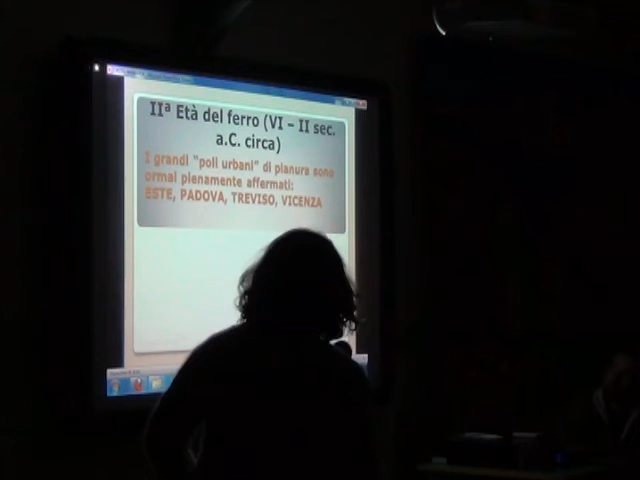 IIª Età del ferro (VI – II sec.
a.C. circa)
I grandi "poli urbani" di pianura sono
ormai pienamente affermati:
ESTE, PADOVA, TREVISO, VICENZA